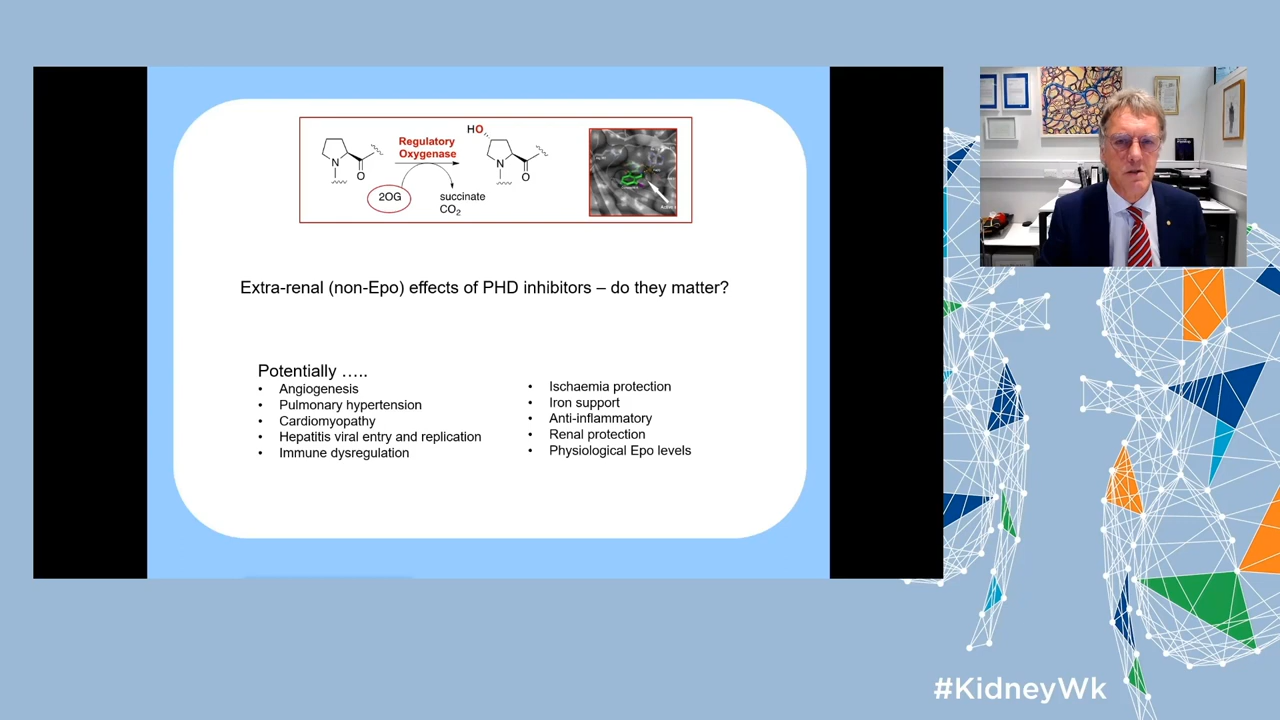 HO
Regulatory
Oxygenase
N
O
2OG
succinate
CO2
N
O
Extra-renal (non-Epo) effects of PHD inhibitors – do they matter?
Potentially …..
• Angiogenesis
• Pulmonary hypertension
• Cardiomyopathy
• Hepatitis viral entry and replication
• Immune dysregulation
• Ischaemia protection
• Iron support
• Anti-inflammatory
• Renal protection
• Physiological Epo levels
#KidneyWk